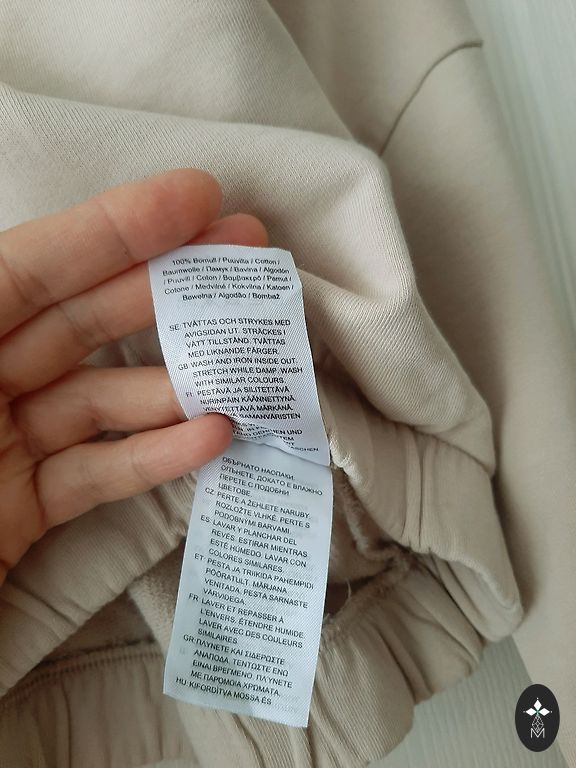 100% Bomull / Puuvilla / Cotton /
Baumwolle / Памук / Bavlna / Algodón
/ Puuvill / Coton / Βαμβακερό / Pamut /
Cotone / Medvilnė / Kokvilna / Katoen /
Bawełna / Algodão / Bombaž
SE: TVÄTTAS OCH STRYKES MED
AVIGSIDAN UT. STRÄCKES I
VÅTT TILLSTÅND. TVÄTTAS
MED LIKNANDE FÄRGER.
GB: WASH AND IRON INSIDE OUT.
STRETCH WHILE DAMP. WASH
WITH SIMILAR COLOURS.
FI: PESTÄVÄ JA SILITETTÄVÄ
NURINPÄIN KÄÄNNETTYNÄ.
VENYTETTÄVÄ MÄRKÄNÄ.
SAMANVÄRISTEN
DEHNEN UND
ОБЪРНАТО НАОПАКИ.
ОПЪНЕТЕ, ДОКАТО Е ВЛАЖНО
ПЕРЕТЕ С ПОДОБНИ
ЦВЕТОВЕ.
CZ: PERTE A ŽEHLETE NARUBY.
ROZLOŽTE VLHKÉ. PERTE S
PODOBNÝMI BARVAMI.
ES: LAVAR Y PLANCHAR DEL
REVÉS. ESTIRAR MIENTRAS
ESTÉ HÚMEDO. LAVAR CON
COLORES SIMILARES.
ET: PESTA JA TRIIKIDA PAHEMPIDI
PÖÖRATULT. MÄRJANA
VENITADA. PESTA SARNASTE
VÄRVIDEGA.
FR: LAVER ET REPASSER À
L'ENVERS. ÉTENDRE HUMIDE.
LAVER AVEC DES COULEURS
SIMILAIRES
GR: ΠΛΥΝΕΤΕ ΚΑΙ ΣΙΔΕΡΩΣΤΕ
ΑΝΑΠΟΔΑ. ΤΕΝΤΩΣΤΕ ΕΝΩ
ΕΙΝΑΙ ΒΡΕΓΜΕΝΟ. ΠΛΥΝΕΤΕ
ΜΕ ΠΑΡΟΜΟΙΑ ΧΡΩΜΑΤΑ.
HU: KIFORDÍTVA MOSSA ÉS